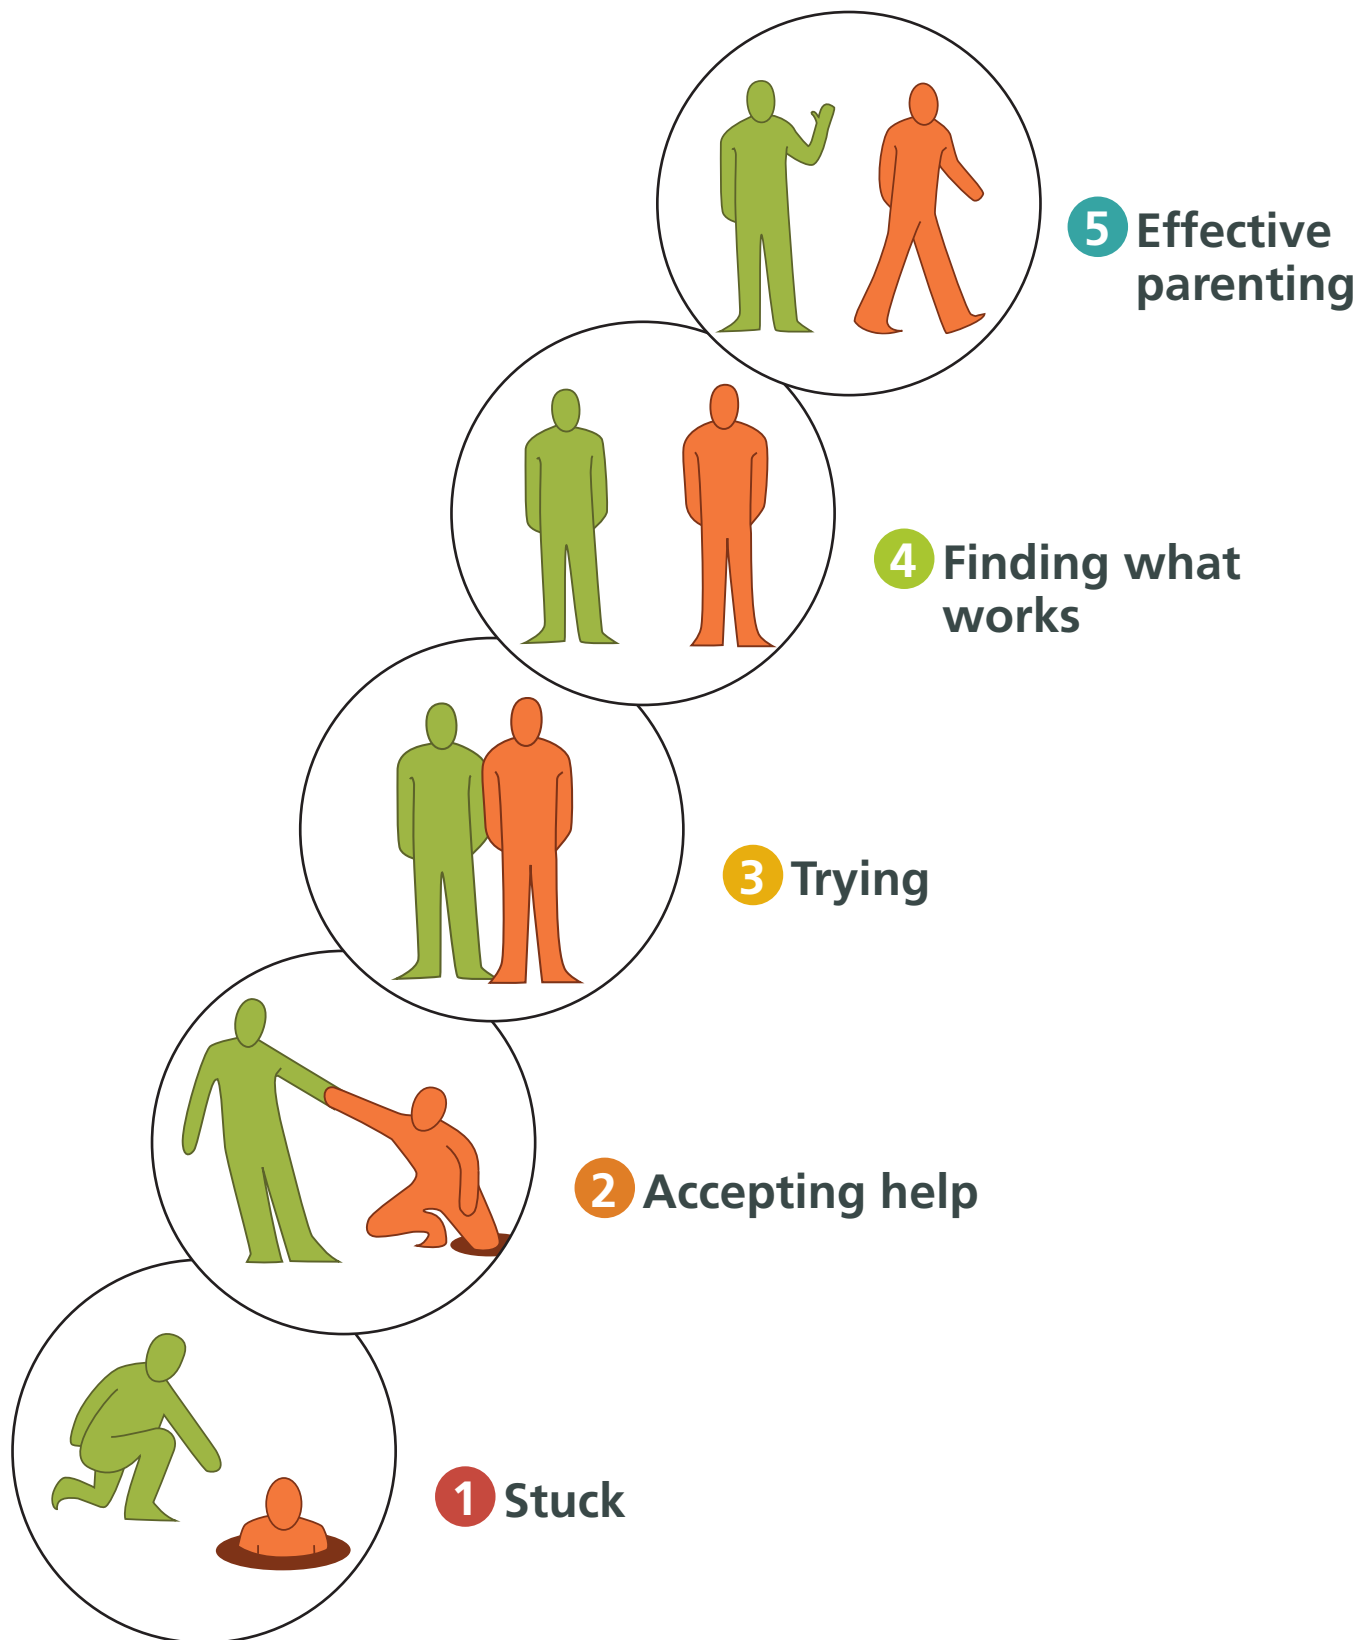 5 Effective
parenting
4 Finding what
works
3 Trying
2 Accepting help
1 Stuck